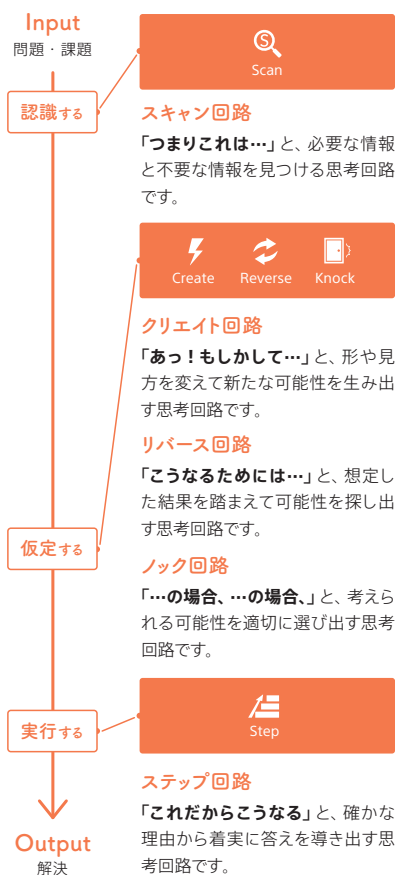 Input
問題・課題
認識する
Scan
スキャン回路
「つまりこれは…」と、必要な情報
と不要な情報を見つける思考回路
です。
Create Reverse Knock
クリエイト回路
「あっ!もしかして…」と、形や見
方を変えて新たな可能性を生み出
す思考回路です。
リバース回路
「こうなるためには…」と、想定し
た結果を踏まえて可能性を探し出
す思考回路です。
仮定する
ノック回路
「…の場合、…の場合、」と、考えら
れる可能性を適切に選び出す思考
回路です。
実行する
Step
ステップ回路
「これだからこうなる」と、確かな
理由から着実に答えを導き出す思
考回路です。
Output
解決